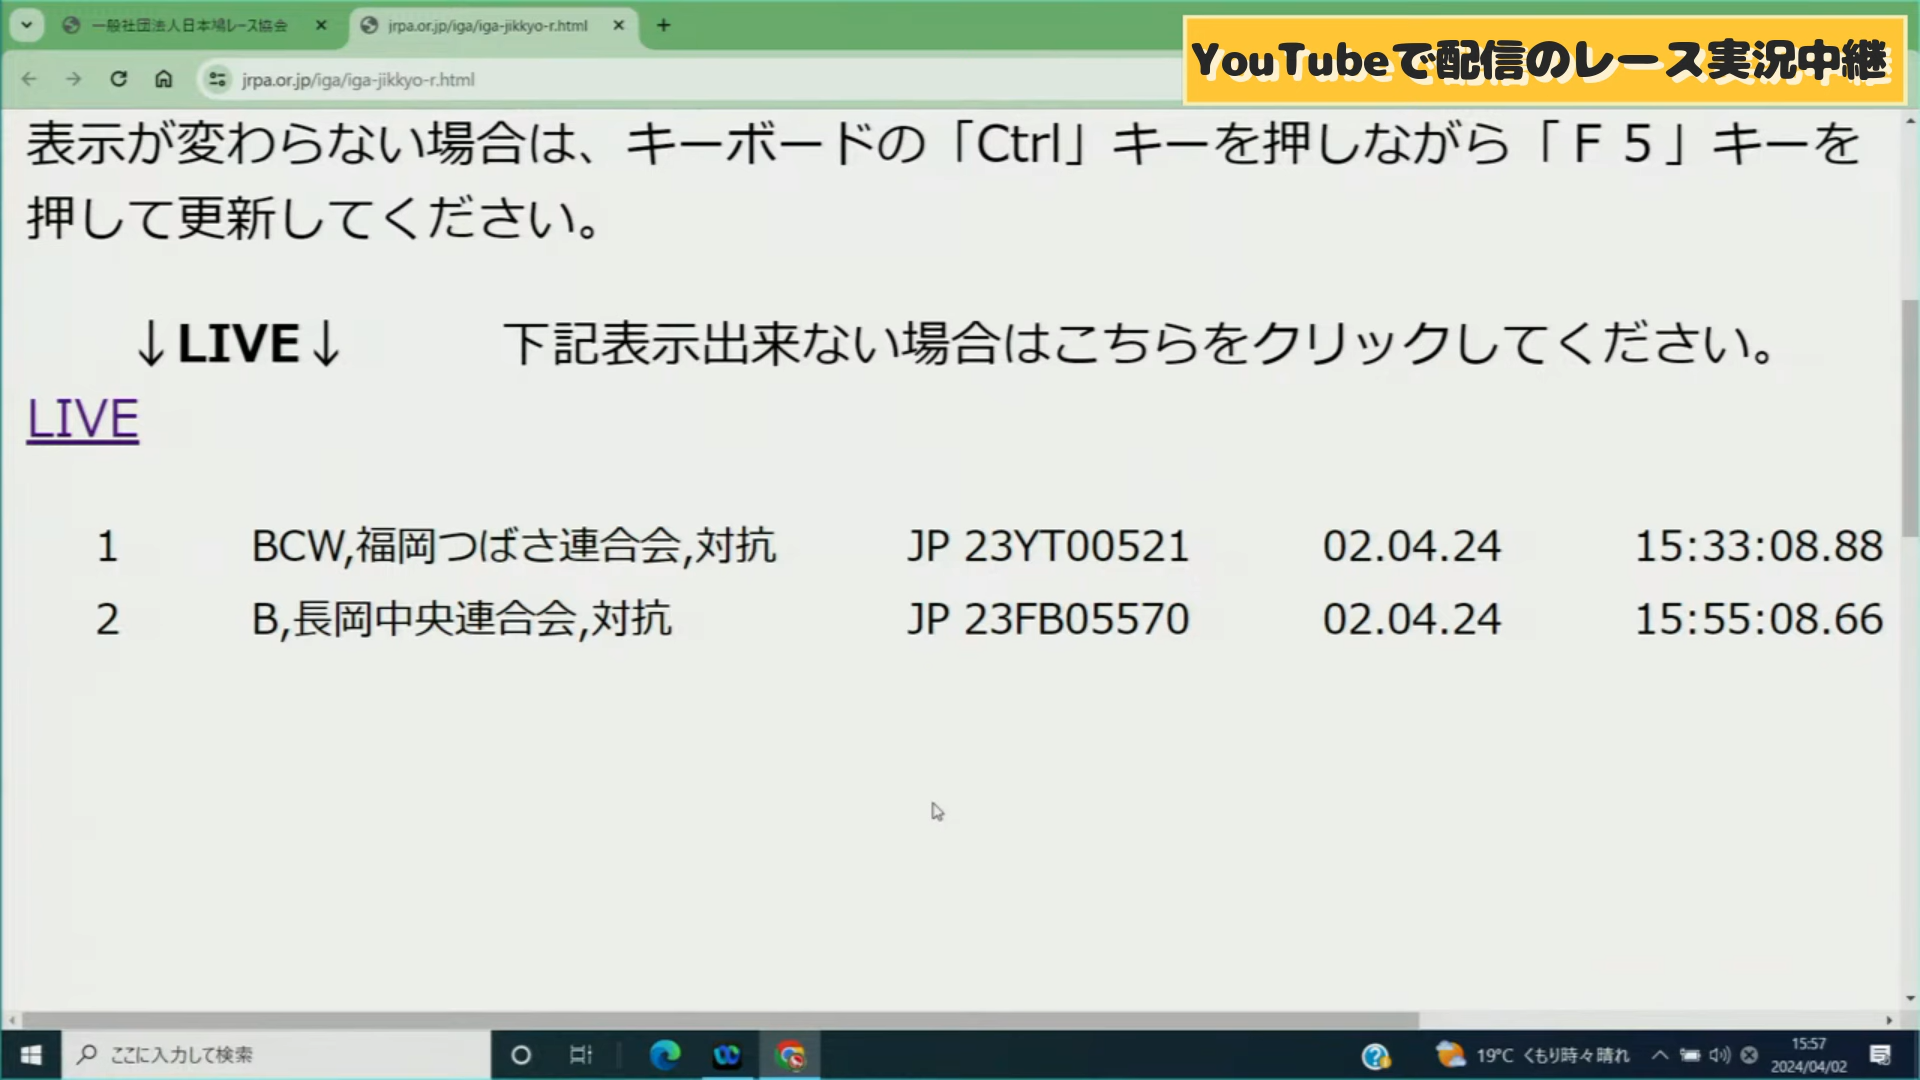 一般社団法人日本鳩レース協会
jrpa.or.jp/iga/iga-jikkyo-r.html
YouTubeで配信のレース実況中継
jrpa.or.jp/iga/iga-jikkyo-r.html
表示が変わらない場合は、キーボードの「Ctrl」キーを押しながら「Ｆ５」キーを
押して更新してください。
↓LIVE↓ 下記表示出来ない場合はこちらをクリックしてください。
LIVE
1 BCW,福岡つばさ連合会,対抗 JP 23YT00521 02.04.24 15:33:08.88
2 B,長岡中央連合会,対抗 JP 23FB05570 02.04.24 15:55:08.66
ここに入力して検索
19°C くもり時々晴れ
15:57
2024/04/02